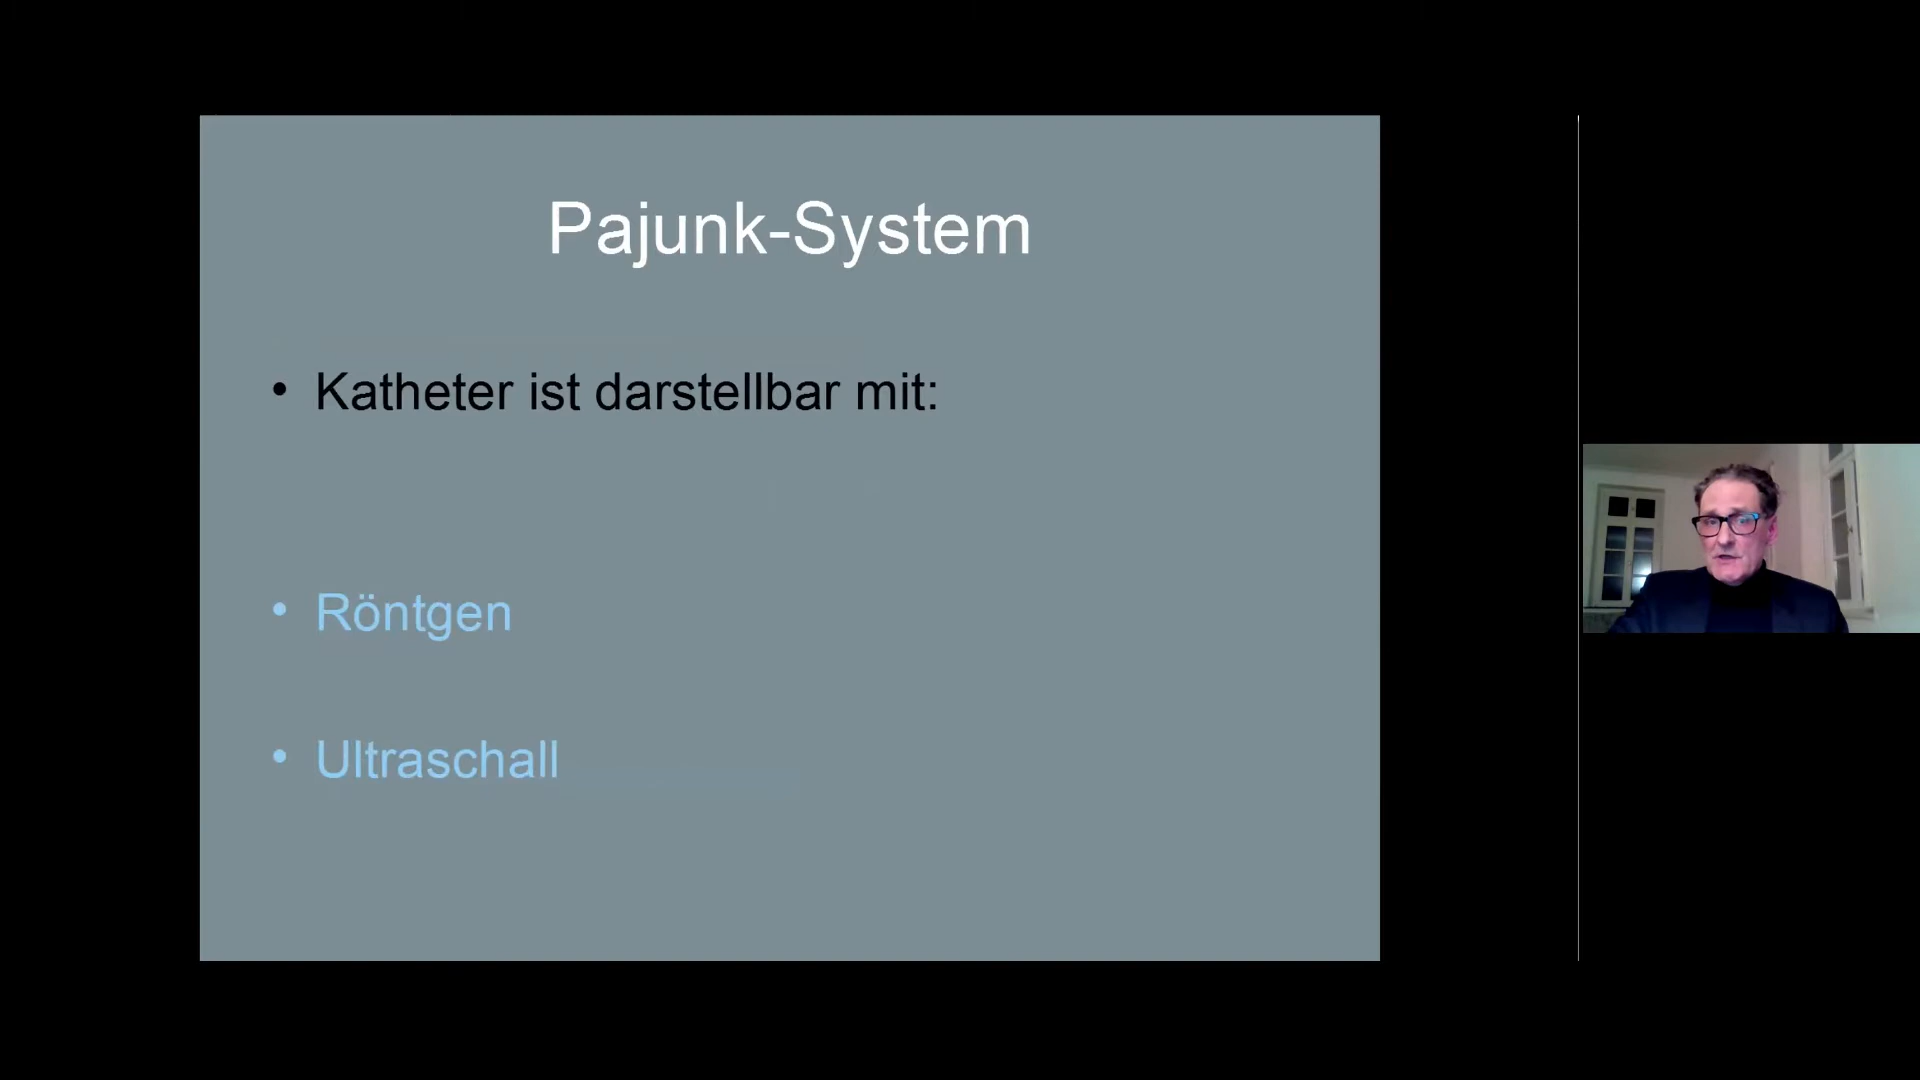 Pajunk-System
• Katheter ist darstellbar mit:
• Röntgen
• Ultraschall